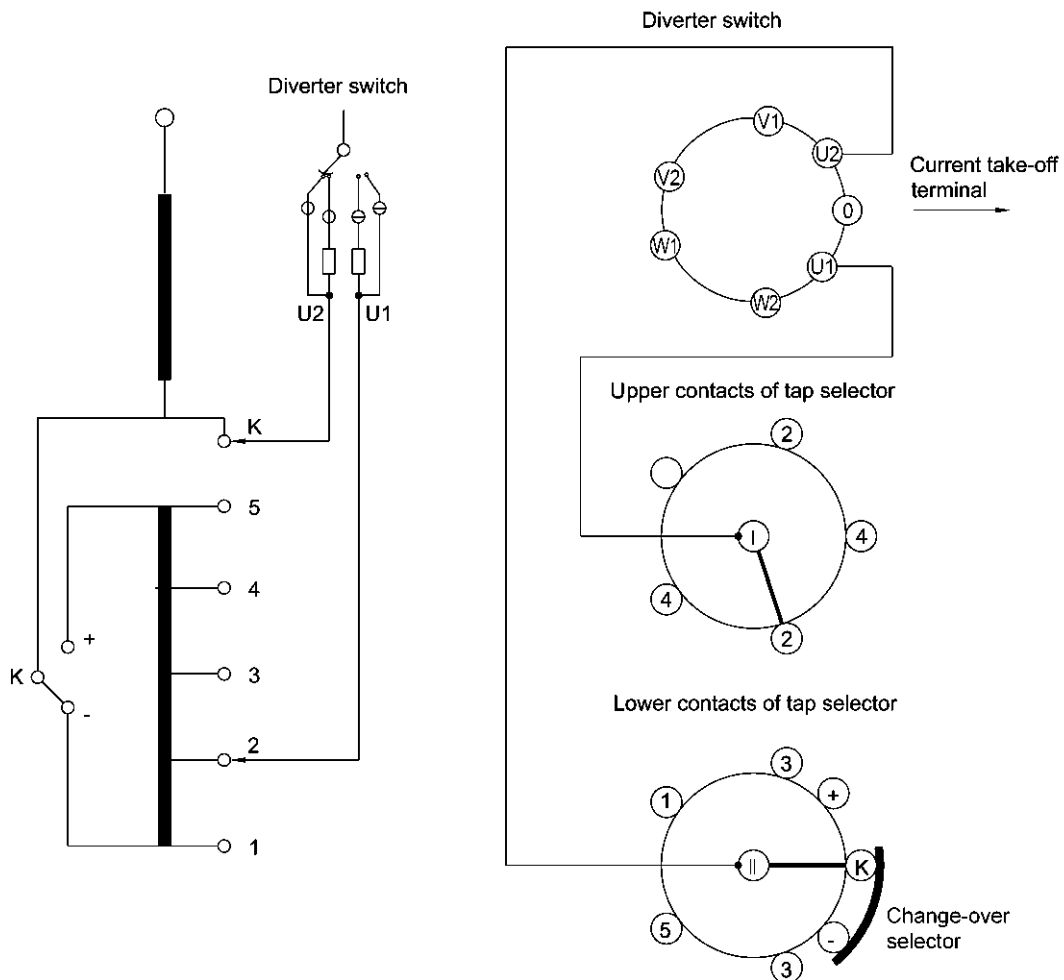 Diverter switch
U2
U1
K
5
4
+
K
3
-
2
1
Diverter switch
V1
U2
V2
0
W1
U1
W2
Current take-off
terminal
Upper contacts of tap selector
2
I
4
4
2
Lower contacts of tap selector
3
+
1
II
K
5
-
3
Change-over
selector